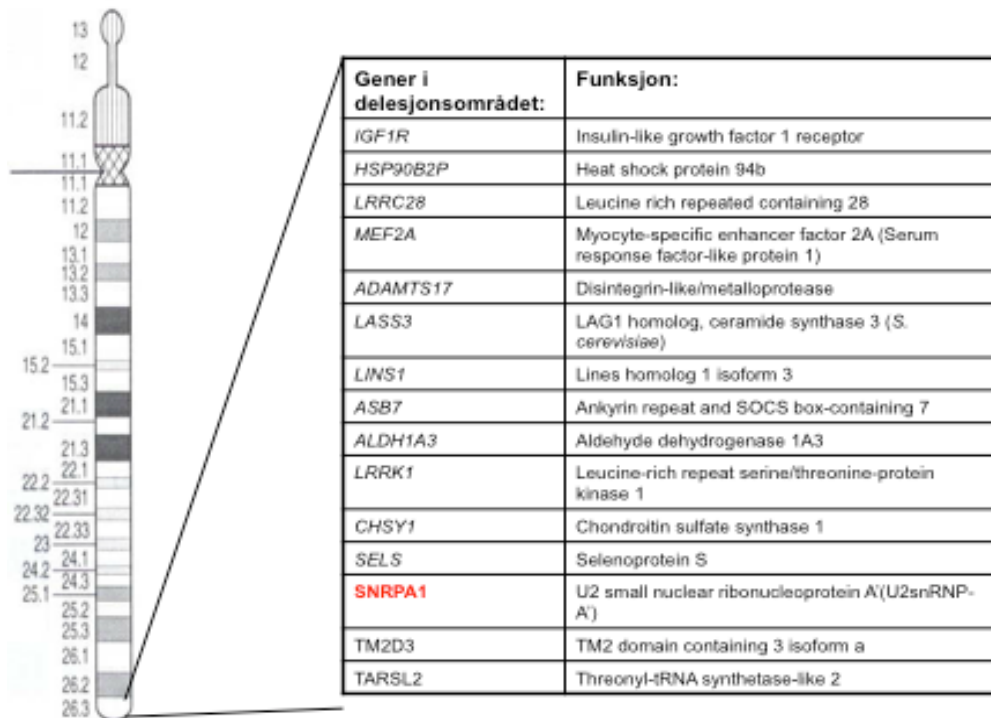 13
12
11.2
11.1
11.1
11.2
12
13.1
13.2
13.3
14
15.1
15.2
15.3
21.1
21.2
21.3
22.1
22.2
22.31
22.32
22.33
23
24.1
24.2
24.3
25.1
25.2
25.3
26.1
26.2
26.3
Gener i
delesjonsområdet:
Funksjon:
IGF1R
Insulin-like growth factor 1 receptor
HSP90B2P
Heat shock protein 94b
LRRC28
Leucine rich repeated containing 28
MEF2A
Myocyte-specific enhancer factor 2A (Serum
response factor-like protein 1)
ADAMTS17
Disintegrin-like/metalloprotease
LASS3
LAG1 homolog, ceramide synthase 3 (S.
cerevisiae)
LINS1
Lines homolog 1 isoform 3
ASB7
Ankyrin repeat and SOCS box-containing 7
ALDH1A3
Aldehyde dehydrogenase 1A3
LRRK1
Leucine-rich repeat serine/threonine-protein
kinase 1
CHSY1
Chondroitin sulfate synthase 1
SELS
Selenoprotein S
SNRPA1
U2 small nuclear ribonucleoprotein A'(U2snRNP-
A')
TM2D3
TM2 domain containing 3 isoform a
TARSL2
Threonyl-tRNA synthetase-like 2